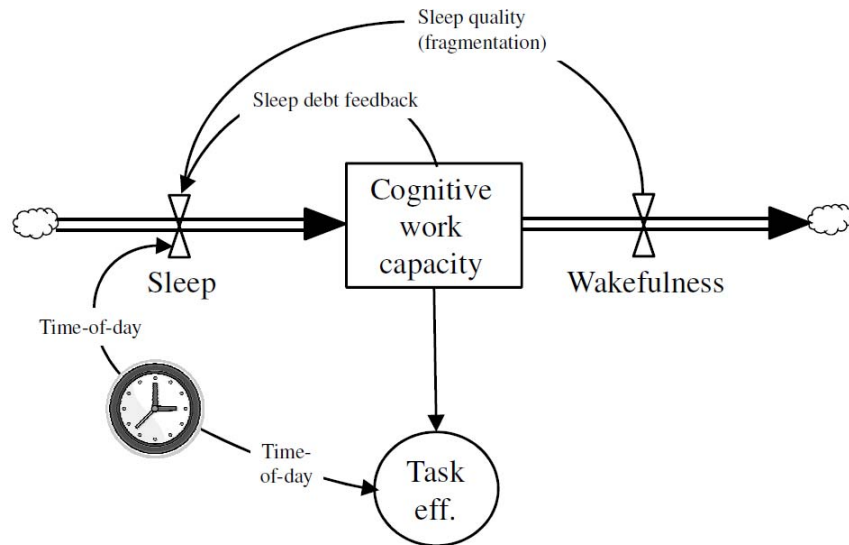 Sleep quality
(fragmentation)
Sleep debt feedback
Cognitive
work
capacity
Sleep
Wakefulness
Time-of-day
Time-
of-day
Task
eff.